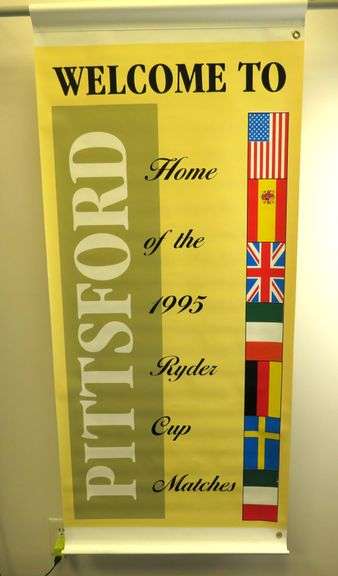 WELCOME TO
PITTSFORD
Home
of the
1995
Ryder
Cup
Matches